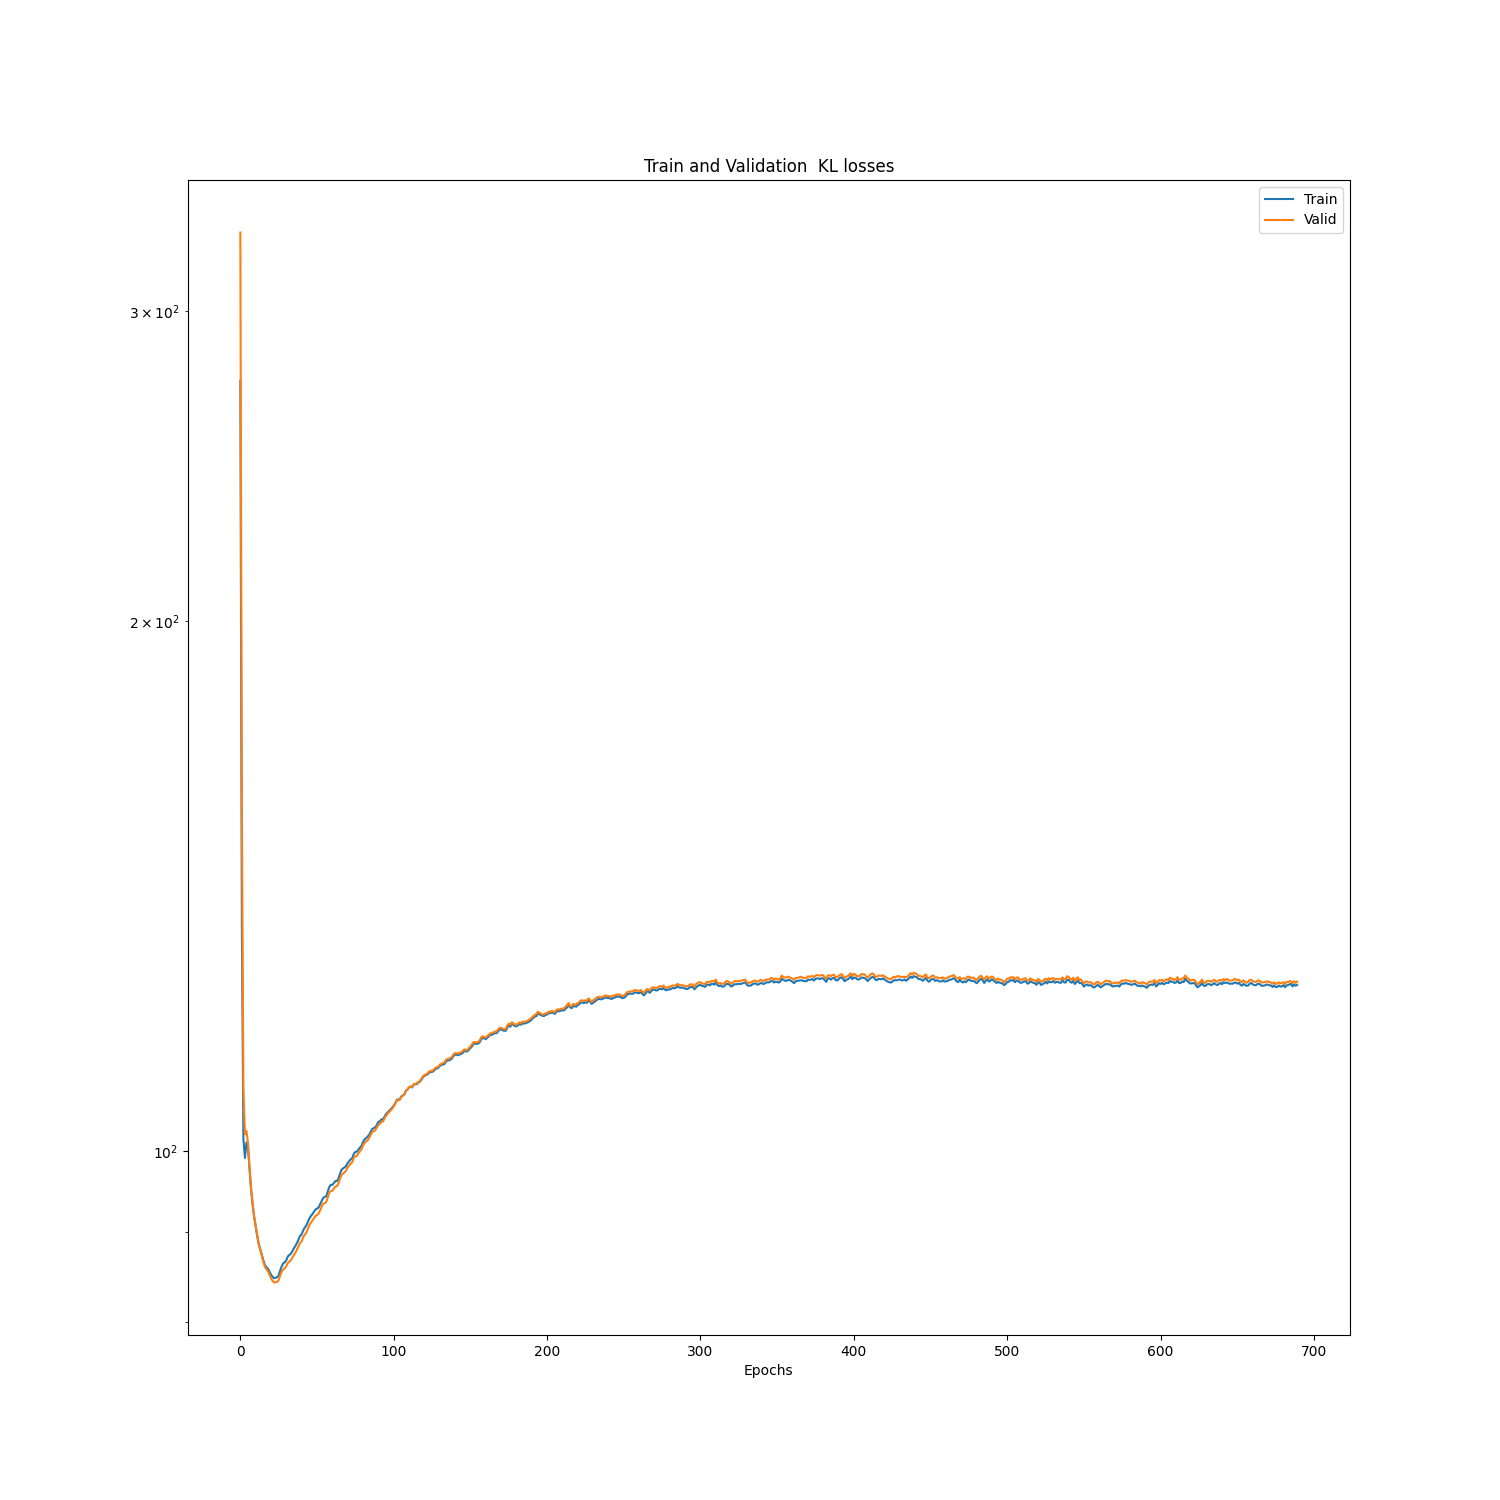 Train and Validation  KL losses
Train
Valid
3 × 10²
2 × 10²
10²
0 100 200 300 400 500 600 700
Epochs